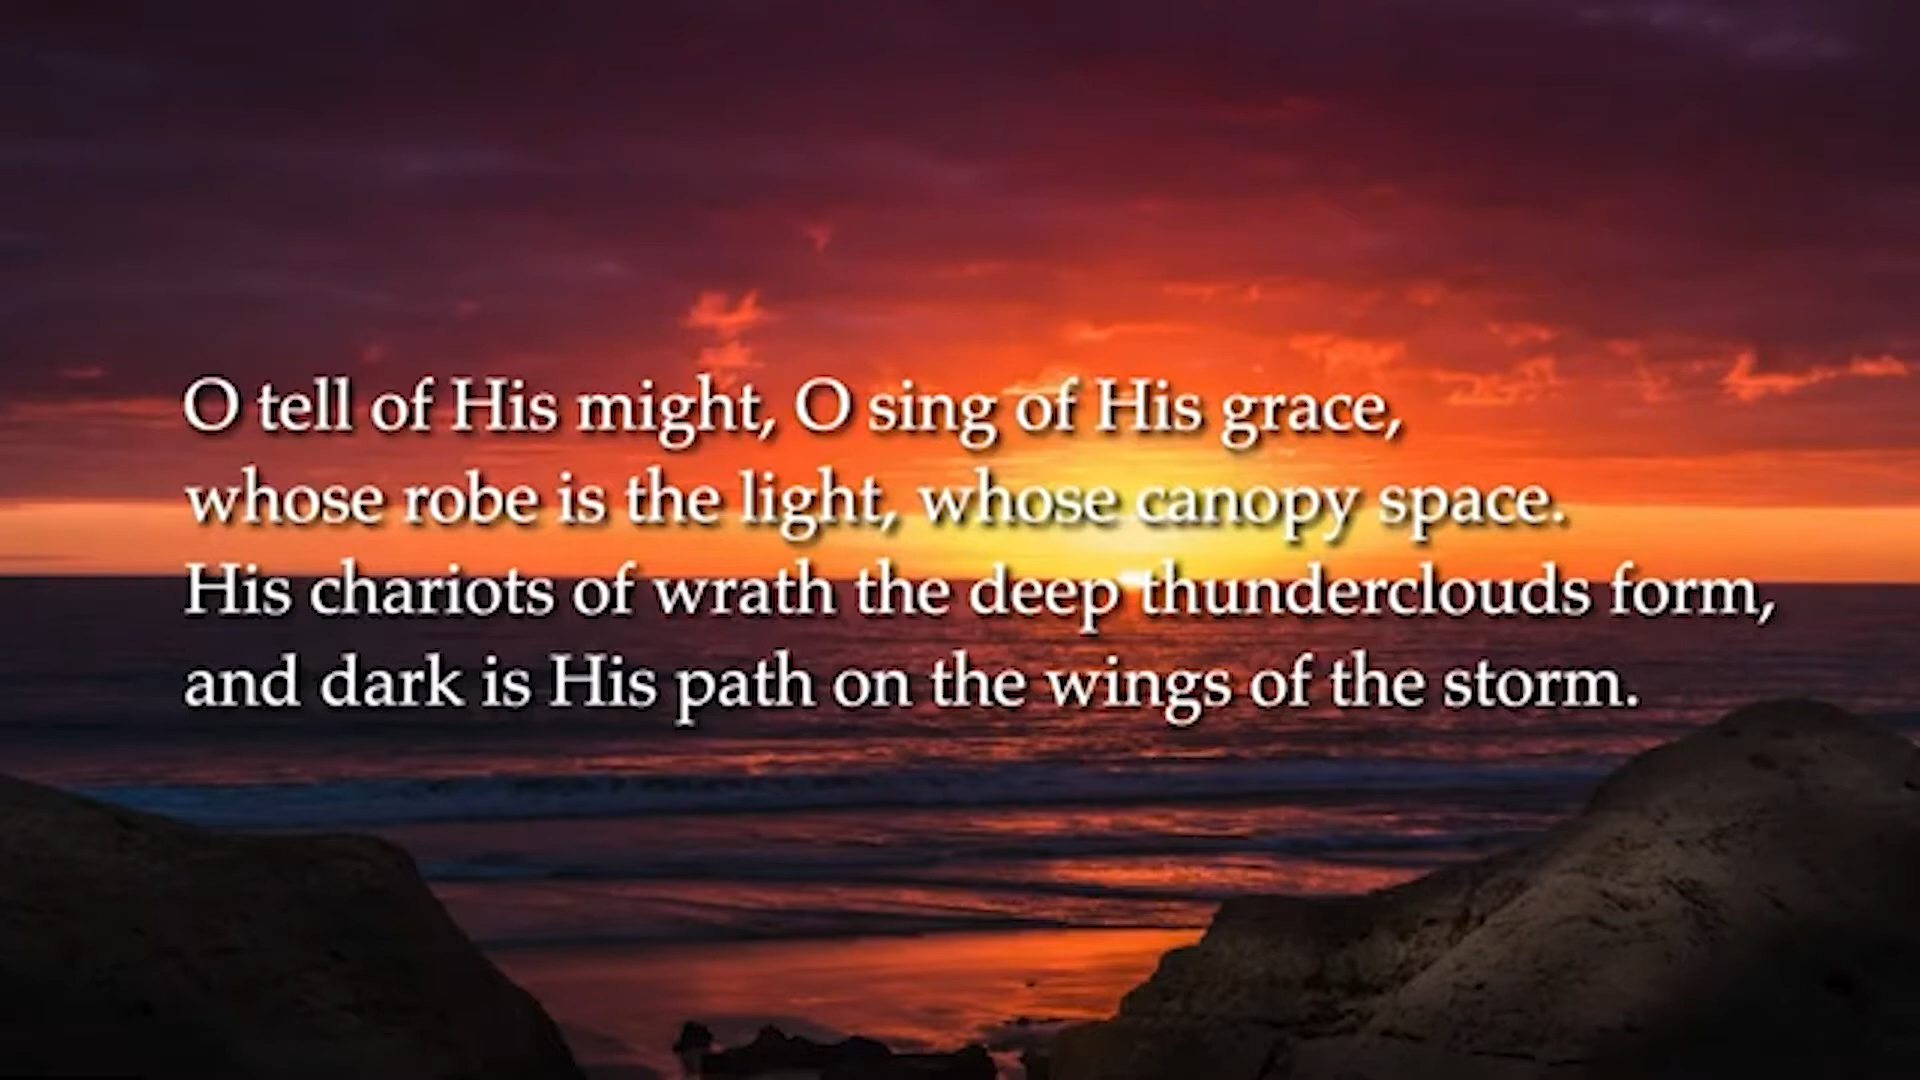 O tell of His might, O sing of His grace,
whose robe is the light, whose canopy space.
His chariots of wrath the deep thunderclouds form,
and dark is His path on the wings of the storm.